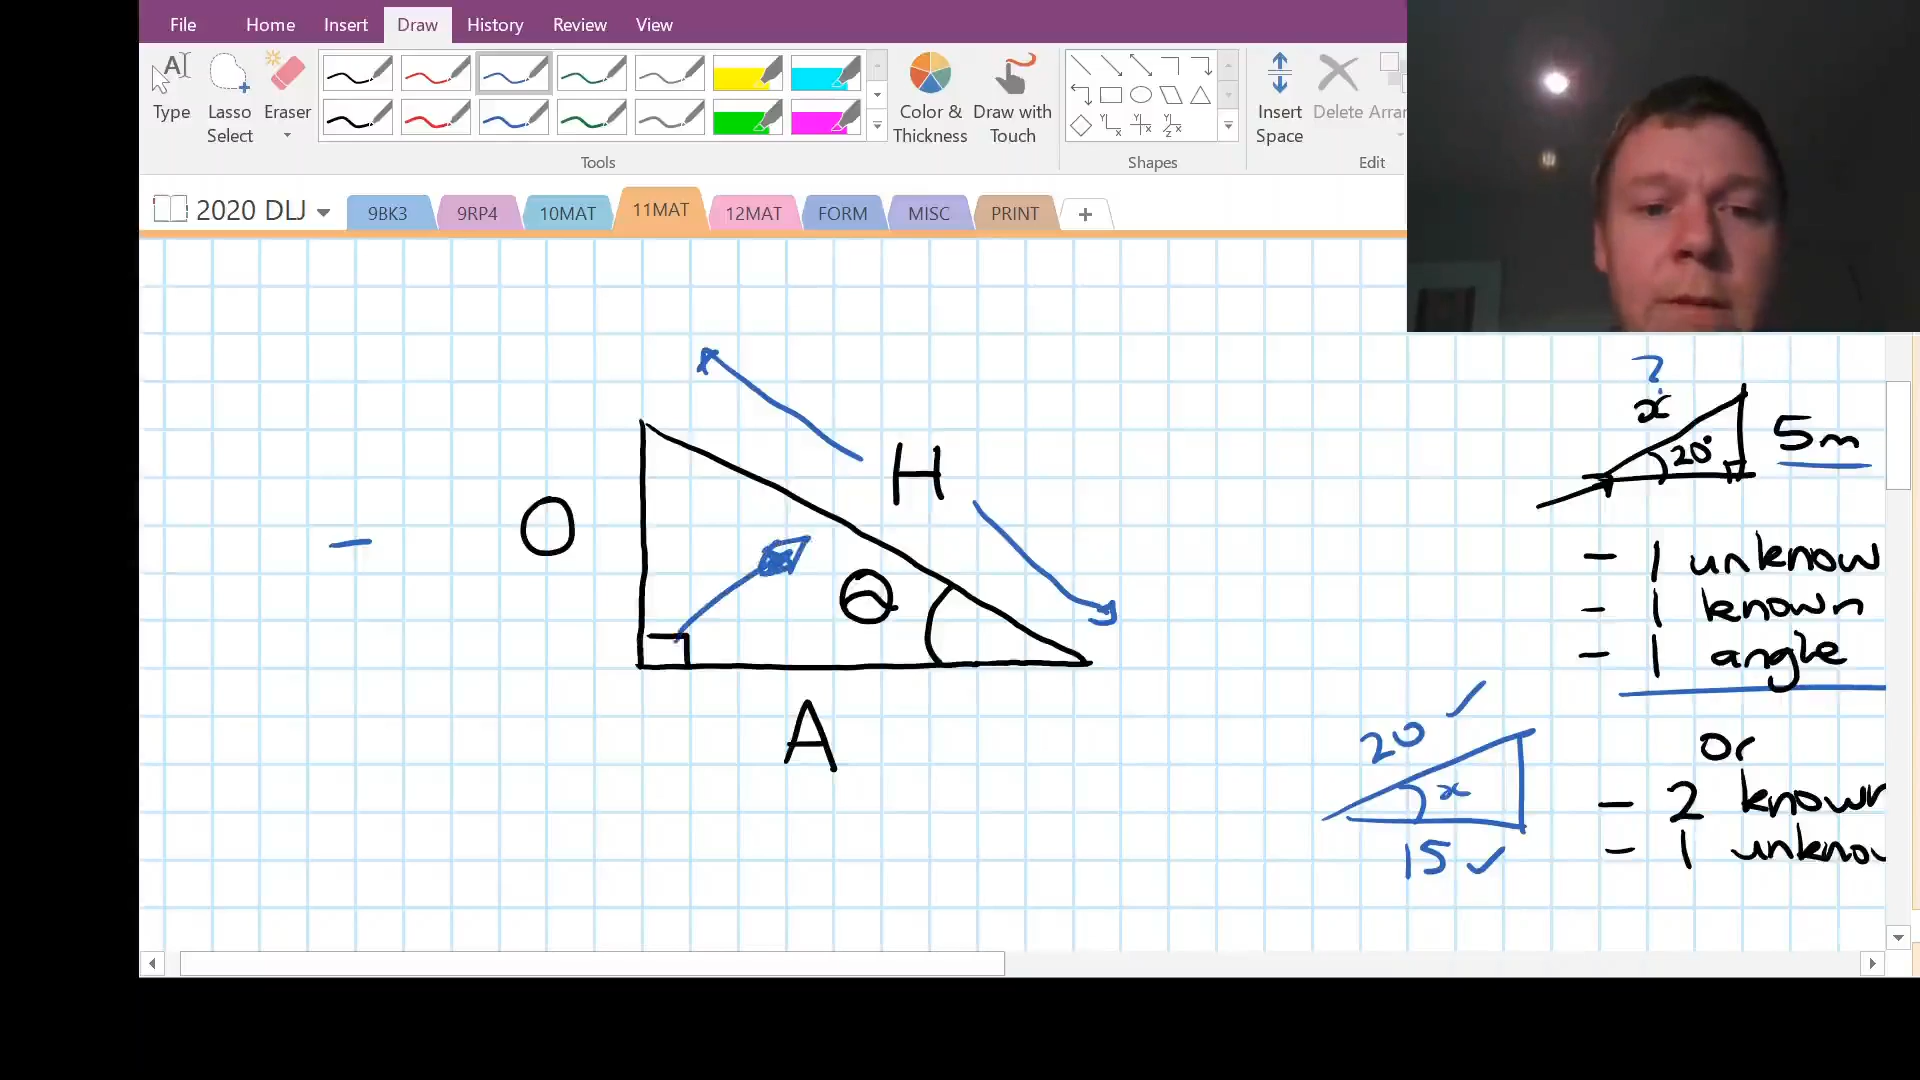 File Home Insert Draw History Review View
Type Lasso Select Eraser Color & Thickness Draw with Touch Insert Space Delete Arran
Tools Shapes Edit
2020 DLJ 9BK3 9RP4 10MAT 11MAT 12MAT FORM MISC PRINT +
?
x
20° 5m
H
O
θ
A
- 1 unknow
- 1 known
- 1 angle
or
- 2 known
- 1 unknow
20 ✓
x
15 ✓